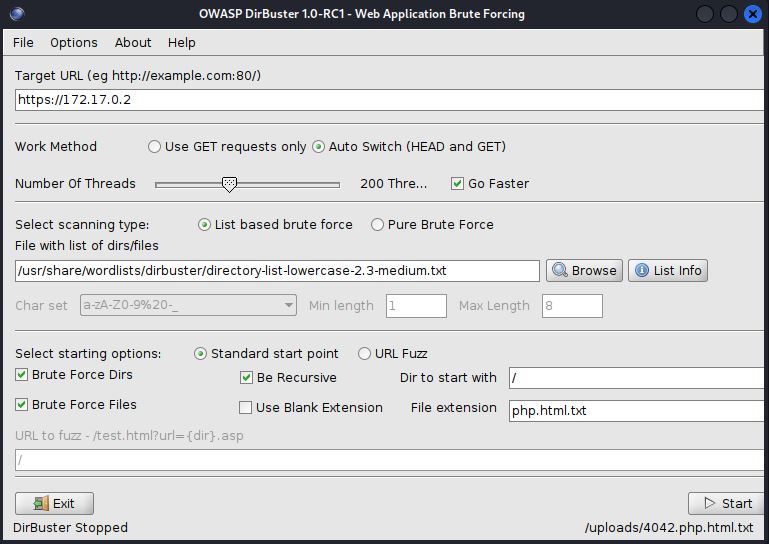 OWASP DirBuster 1.0-RC1 - Web Application Brute Forcing
File Options About Help
Target URL (eg http://example.com:80/)
https://172.17.0.2
Work Method Use GET requests only Auto Switch (HEAD and GET)
Number Of Threads 200 Thre... Go Faster
Select scanning type: List based brute force Pure Brute Force
File with list of dirs/files
/usr/share/wordlists/dirbuster/directory-list-lowercase-2.3-medium.txt Browse List Info
Char set a-zA-Z0-9%20-_ Min length 1 Max Length 8
Select starting options: Standard start point URL Fuzz
Brute Force Dirs Be Recursive Dir to start with /
Brute Force Files Use Blank Extension File extension php.html.txt
URL to fuzz - /test.html?url={dir}.asp
/
Exit Start
DirBuster Stopped /uploads/4042.php.html.txt